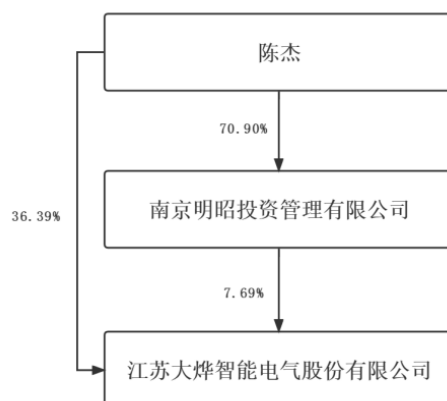 陈杰
70.90%
南京明昭投资管理有限公司
36.39%
7.69%
江苏大烨智能电气股份有限公司